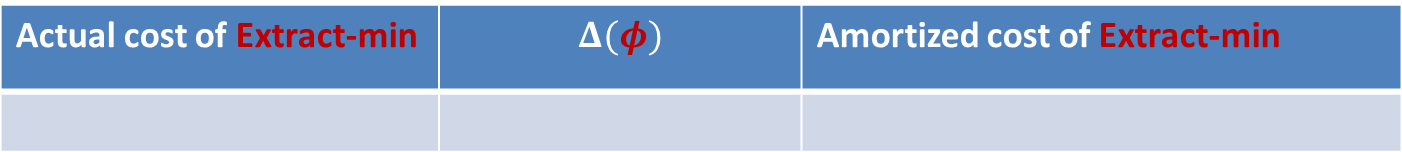 Actual cost of Extract-min
𝚫(𝝓)
Amortized cost of Extract-min